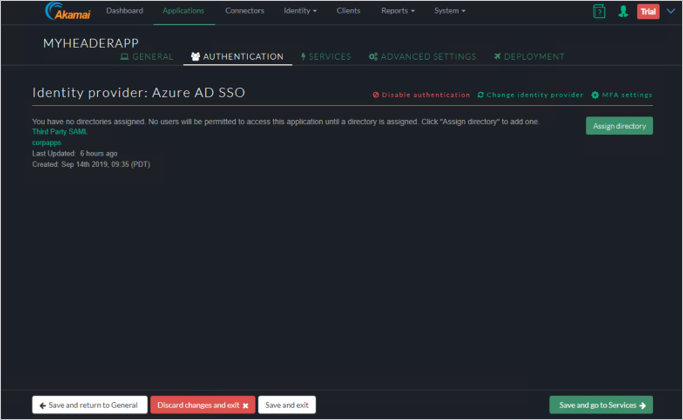 Akamai Dashboard Applications Connectors Identity Clients Reports System ? Trial
MYHEADERAPP
GENERAL AUTHENTICATION SERVICES ADVANCED SETTINGS DEPLOYMENT
Identity provider: Azure AD SSO Disable authentication Change identity provider MFA settings
You have no directories assigned. No users will be permitted to access this application until a directory is assigned. Click "Assign directory" to add one. Assign directory
Third Party SAML
corpapps
Last Updated: 6 hours ago
Created: Sep 14th 2019, 09:35 (PDT)
Save and return to General Discard changes and exit Save and exit Save and go to Services